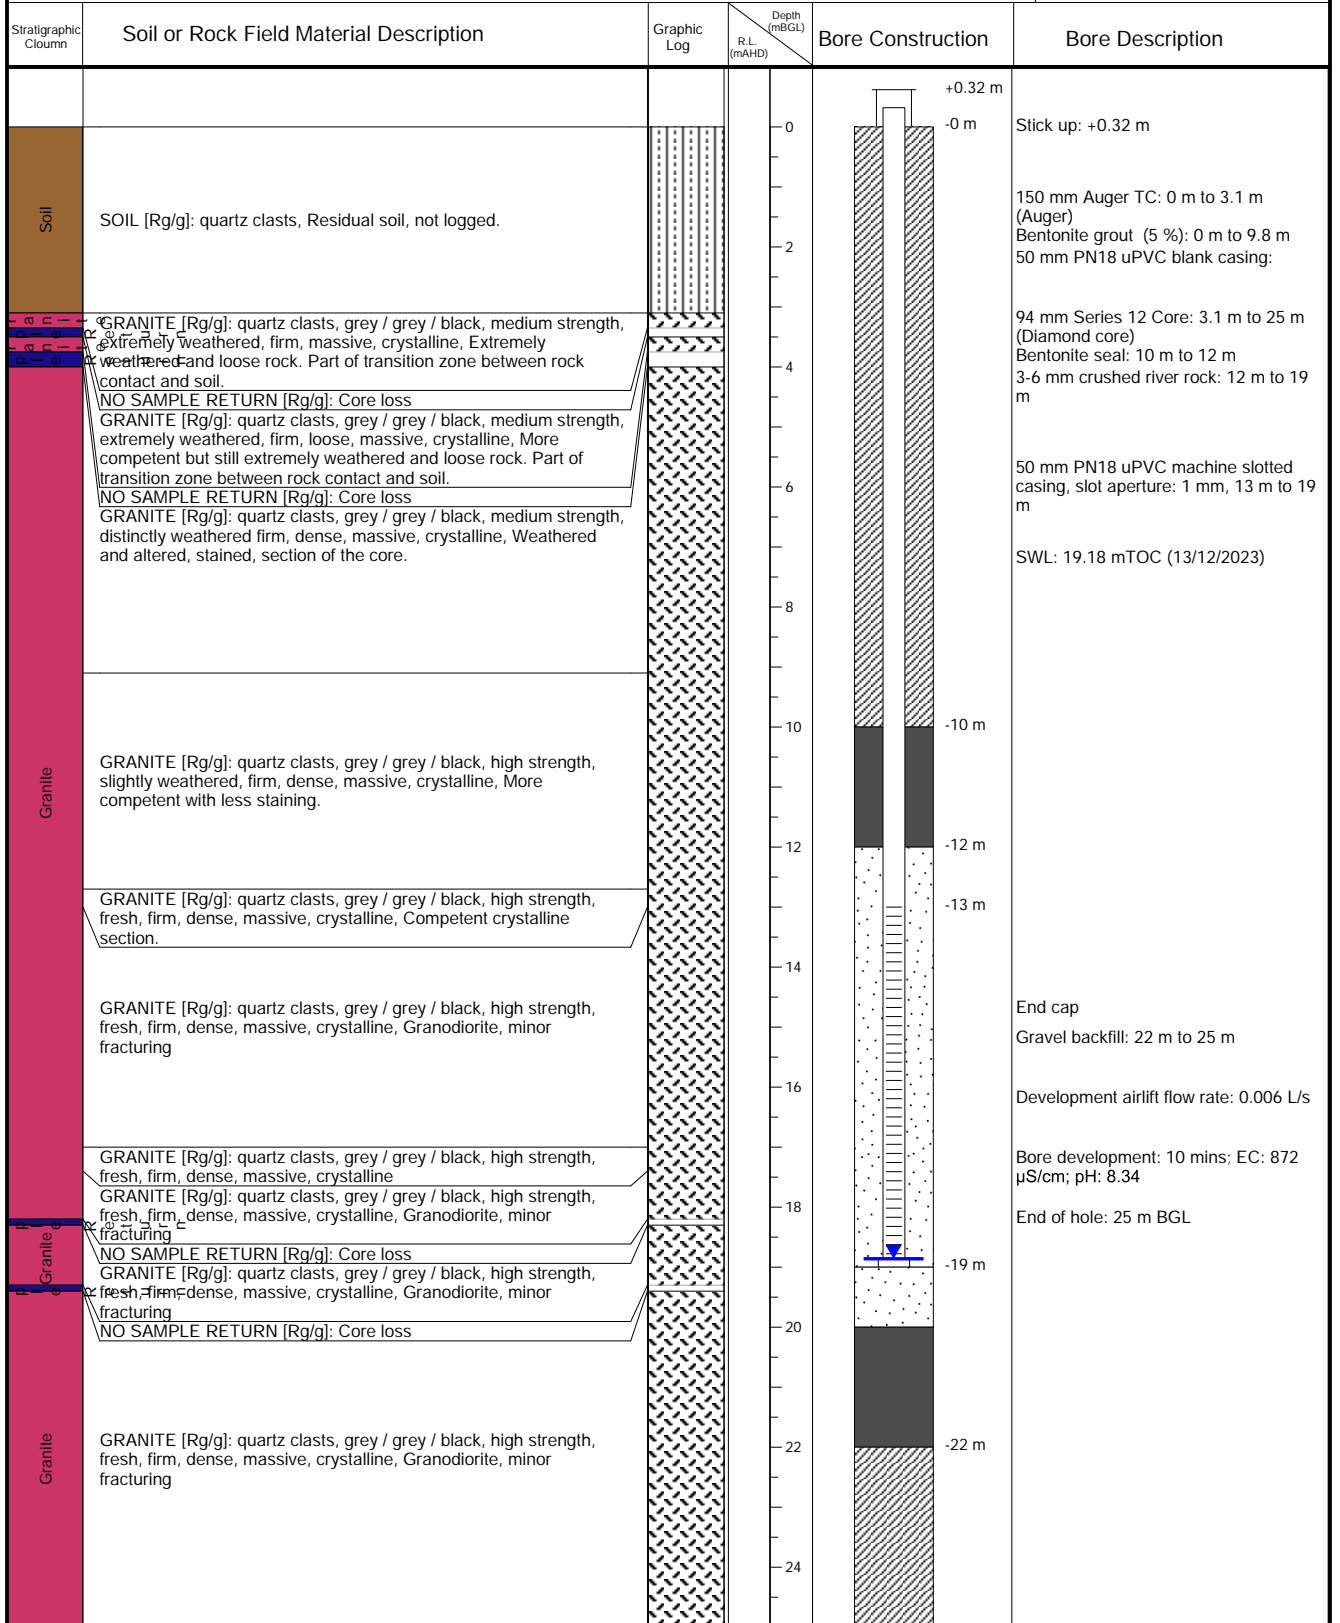 Stratigraphic
Cloumn
Soil or Rock Field Material Description
Graphic
Log
R.L.
(mAHD)
Depth
(mBGL)
Bore Construction
Bore Description
Soil
SOIL [Rg/g]: quartz clasts, Residual soil, not logged.
GRANITE [Rg/g]: quartz clasts, grey / grey / black, medium strength,
extremely weathered, firm, massive, crystalline, Extremely
weathered and loose rock. Part of transition zone between rock
contact and soil.
NO SAMPLE RETURN [Rg/g]: Core loss
GRANITE [Rg/g]: quartz clasts, grey / grey / black, medium strength,
extremely weathered, firm, loose, massive, crystalline, More
competent but still extremely weathered and loose rock. Part of
transition zone between rock contact and soil.
NO SAMPLE RETURN [Rg/g]: Core loss
GRANITE [Rg/g]: quartz clasts, grey / grey / black, medium strength,
distinctly weathered firm, dense, massive, crystalline, Weathered
and altered, stained, section of the core.
Granite
GRANITE [Rg/g]: quartz clasts, grey / grey / black, high strength,
slightly weathered, firm, dense, massive, crystalline, More
competent with less staining.
GRANITE [Rg/g]: quartz clasts, grey / grey / black, high strength,
fresh, firm, dense, massive, crystalline, Competent crystalline
section.
GRANITE [Rg/g]: quartz clasts, grey / grey / black, high strength,
fresh, firm, dense, massive, crystalline, Granodiorite, minor
fracturing
GRANITE [Rg/g]: quartz clasts, grey / grey / black, high strength,
fresh, firm, dense, massive, crystalline
GRANITE [Rg/g]: quartz clasts, grey / grey / black, high strength,
fresh, firm, dense, massive, crystalline, Granodiorite, minor
fracturing
NO SAMPLE RETURN [Rg/g]: Core loss
Granite
GRANITE [Rg/g]: quartz clasts, grey / grey / black, high strength,
fresh, firm, dense, massive, crystalline, Granodiorite, minor
fracturing
NO SAMPLE RETURN [Rg/g]: Core loss
Granite
GRANITE [Rg/g]: quartz clasts, grey / grey / black, high strength,
fresh, firm, dense, massive, crystalline, Granodiorite, minor
fracturing
0
2
4
6
8
10
12
14
16
18
20
22
24
+0.32 m
-0 m
-10 m
-12 m
-13 m
-19 m
-22 m
Stick up: +0.32 m
150 mm Auger TC: 0 m to 3.1 m
(Auger)
Bentonite grout (5 %): 0 m to 9.8 m
50 mm PN18 uPVC blank casing:
94 mm Series 12 Core: 3.1 m to 25 m
(Diamond core)
Bentonite seal: 10 m to 12 m
3-6 mm crushed river rock: 12 m to 19
m
50 mm PN18 uPVC machine slotted
casing, slot aperture: 1 mm, 13 m to 19
m
SWL: 19.18 mTOC (13/12/2023)
End cap
Gravel backfill: 22 m to 25 m
Development airlift flow rate: 0.006 L/s
Bore development: 10 mins; EC: 872
µS/cm; pH: 8.34
End of hole: 25 m BGL